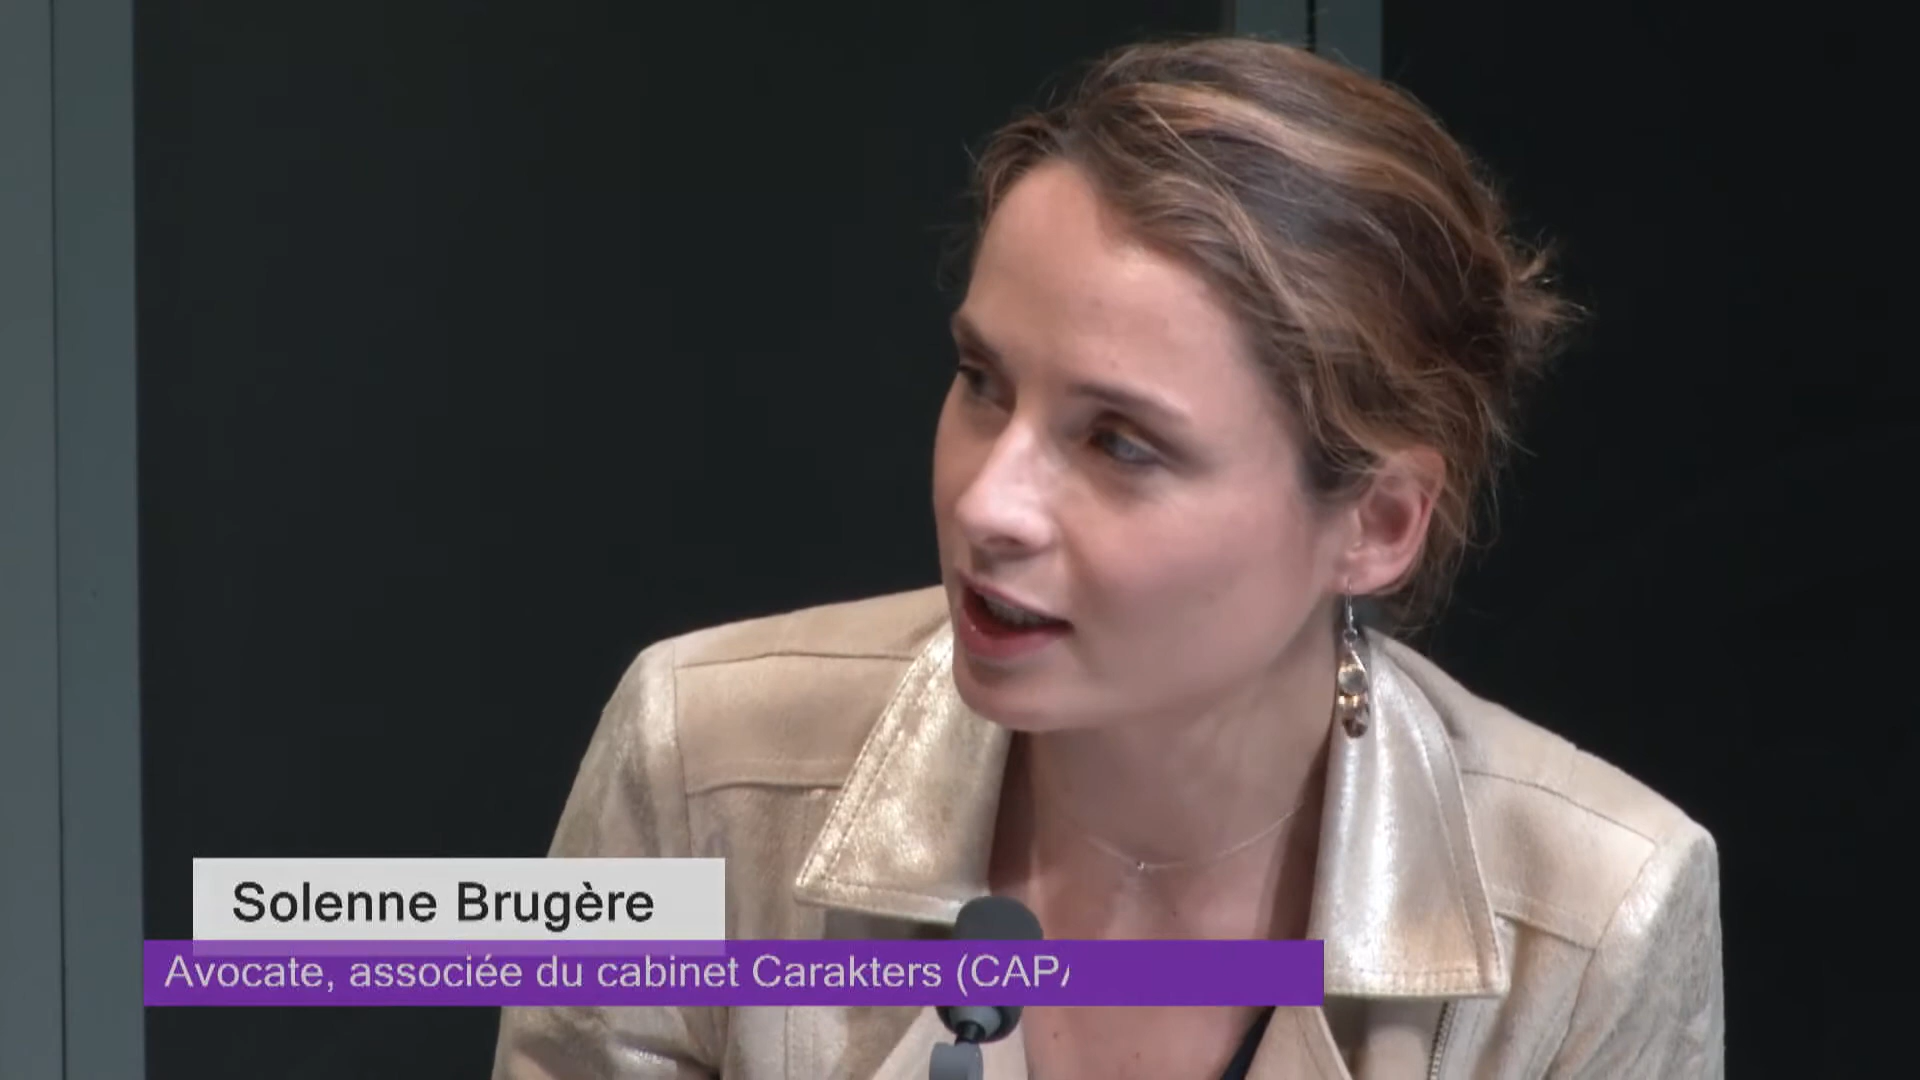 Solenne Brugère
Avocate, associée du cabinet Carakters (CAP